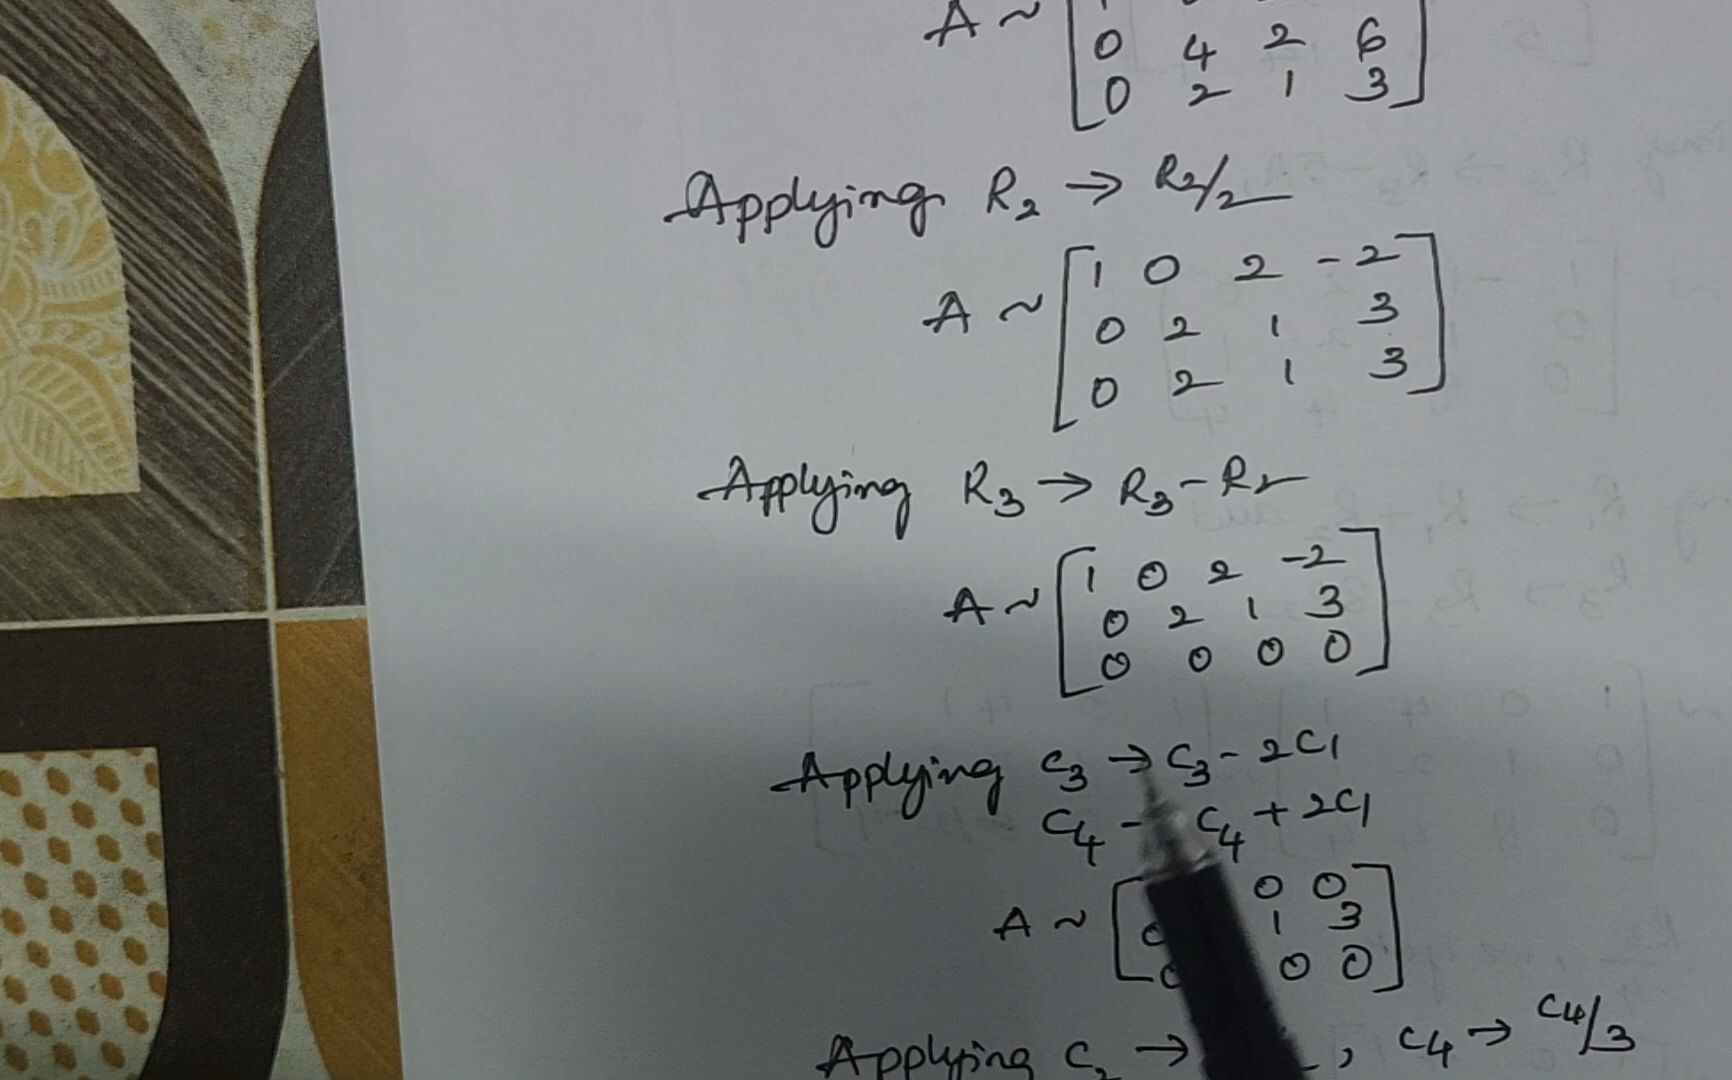 A ~ [
0 4 2 6
0 2 1 3 ]
Applying R2 → R2/2
A ~ [ 1 0 2 -2
0 2 1 3
0 2 1 3 ]
Applying R3 → R3 - R2
A ~ [ 1 0 2 -2
0 2 1 3
0 0 0 0 ]
Applying C3 → C3 - 2C1
C4 - C4 + 2C1
A ~ [ 0 0
0 1 3
0 0 0 ]
Applying C2 → , C4 → C4/3